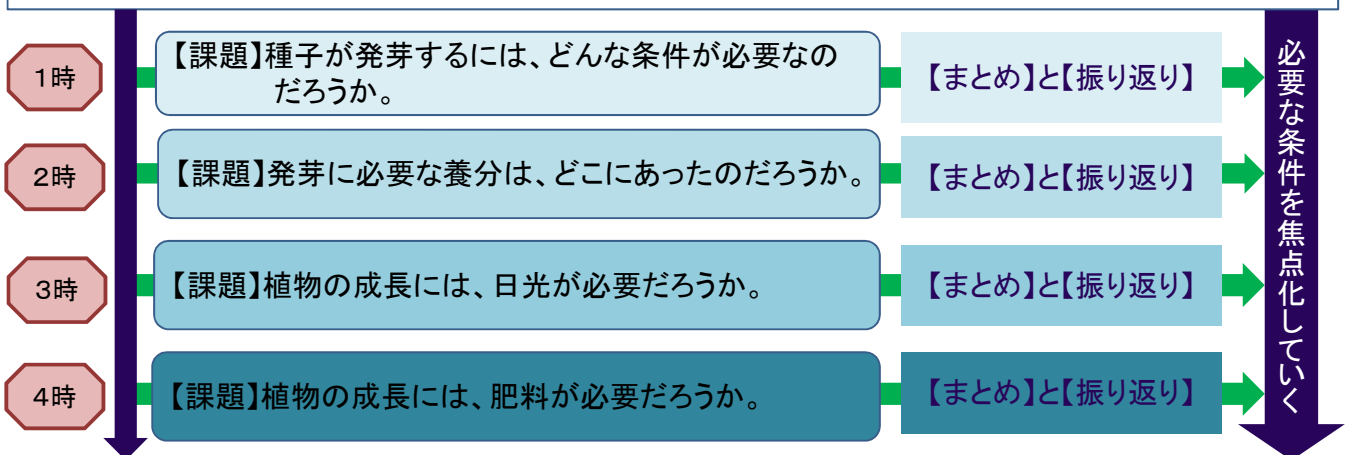 1時
【課題】種子が発芽するには、どんな条件が必要なの
だろうか。
【まとめ】と【振り返り】
2時
【課題】発芽に必要な養分は、どこにあったのだろうか。
【まとめ】と【振り返り】
3時
【課題】植物の成長には、日光が必要だろうか。
【まとめ】と【振り返り】
4時
【課題】植物の成長には、肥料が必要だろうか。
【まとめ】と【振り返り】
必要な条件を焦点化していく